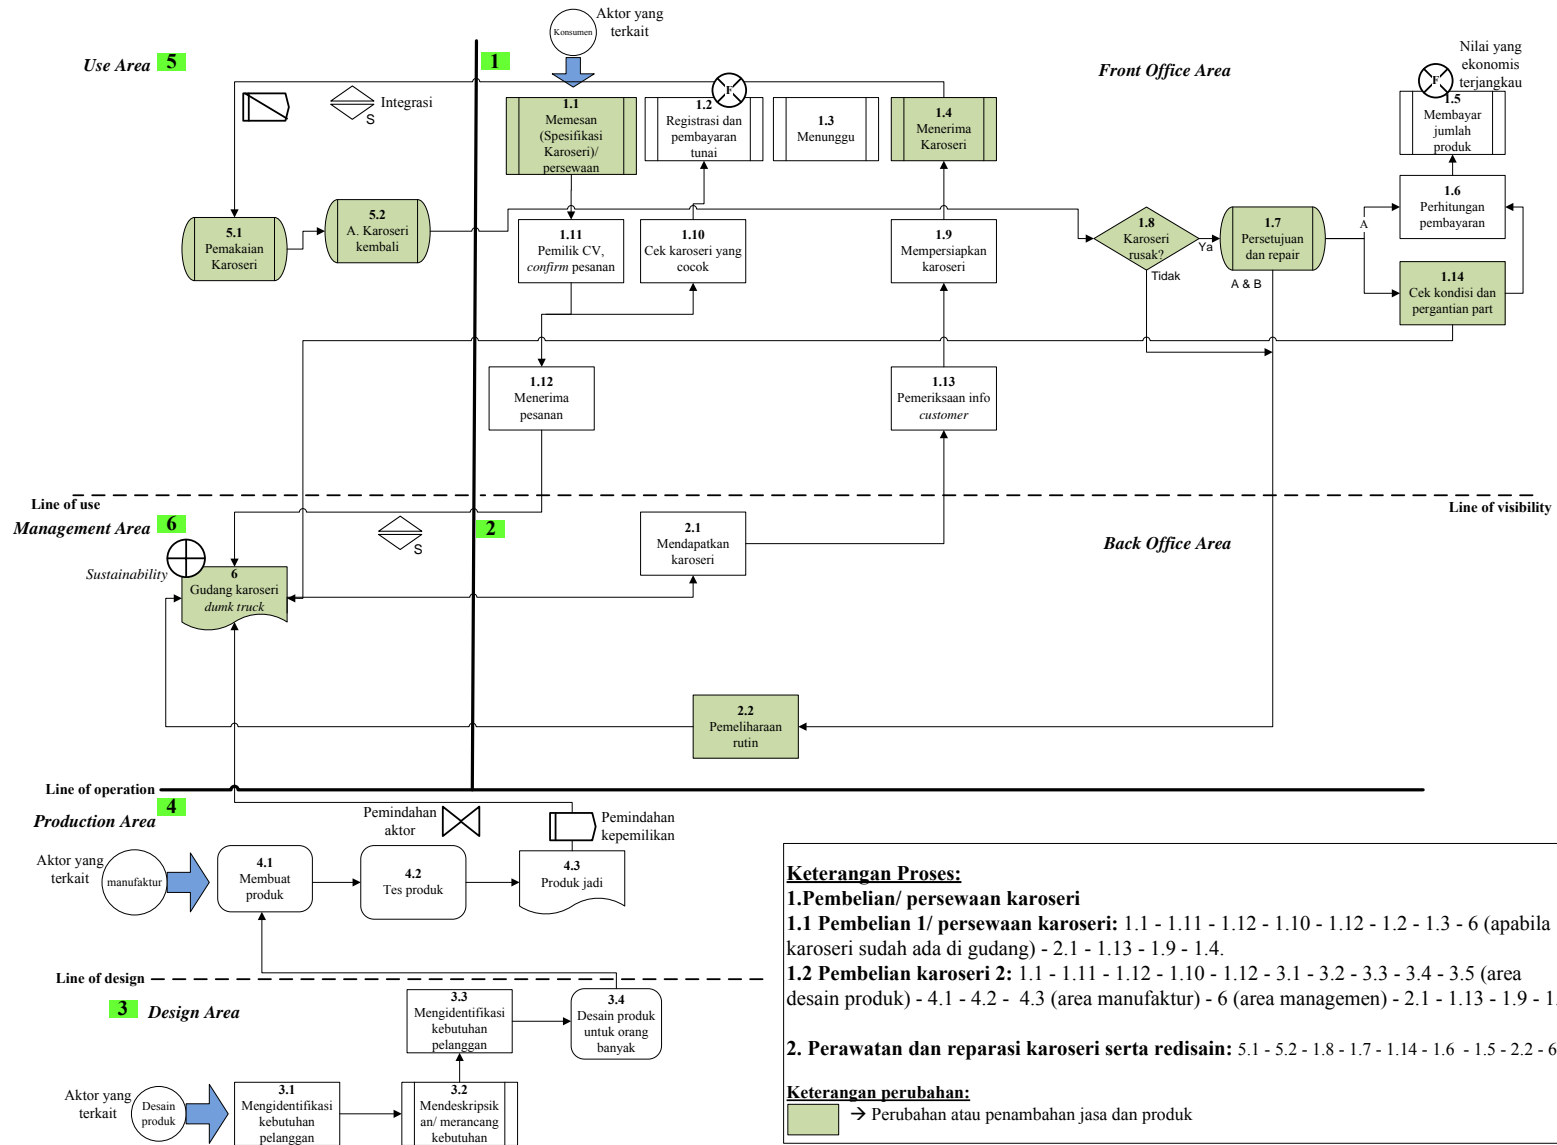 Konsumen
Aktor yang
terkait
Use Area
5
1
Integrasi
S
F
Front Office Area
Nilai yang
ekonomis
terjangkau
F
1.1
Memesan
(Spesifikasi
Karoseri)/
persewaan
1.2
Registrasi dan
pembayaran
tunai
1.3
Menunggu
1.4
Menerima
Karoseri
1.5
Membayar
jumlah
produk
5.1
Pemakaian
Karoseri
5.2
A. Karoseri
kembali
1.11
Pemilik CV,
confirm pesanan
1.10
Cek karoseri yang
cocok
1.9
Mempersiapkan
karoseri
1.8
Karoseri
rusak?
Ya
Tidak
1.7
Persetujuan
dan repair
A & B
A
1.6
Perhitungan
pembayaran
1.14
Cek kondisi dan
pergantian part
1.12
Menerima
pesanan
1.13
Pemeriksaan info
customer
Line of use
Line of visibility
Management Area
6
S
2
2.1
Mendapatkan
karoseri
Back Office Area
Sustainability
6
Gudang karoseri
dumk truck
2.2
Pemeliharaan
rutin
Line of operation
4
Production Area
Pemindahan
aktor
Pemindahan
kepemilikan
Aktor yang
terkait
manufaktur
4.1
Membuat
produk
4.2
Tes produk
4.3
Produk jadi
Line of design
3
Design Area
3.3
Mengidentifikasi
kebutuhan
pelanggan
3.4
Desain produk
untuk orang
banyak
Aktor yang
terkait
Desain
produk
3.1
Mengidentifikasi
kebutuhan
pelanggan
3.2
Mendeskripsik
an/ merancang
kebutuhan
Keterangan Proses:
1.Pembelian/ persewaan karoseri
1.1 Pembelian 1/ persewaan karoseri: 1.1 - 1.11 - 1.12 - 1.10 - 1.12 - 1.2 - 1.3 - 6 (apabila
karoseri sudah ada di gudang) - 2.1 - 1.13 - 1.9 - 1.4.
1.2 Pembelian karoseri 2: 1.1 - 1.11 - 1.12 - 1.10 - 1.12 - 3.1 - 3.2 - 3.3 - 3.4 - 3.5 (area
desain produk) - 4.1 - 4.2 - 4.3 (area manufaktur) - 6 (area managemen) - 2.1 - 1.13 - 1.9 - 1.
2. Perawatan dan reparasi karoseri serta redisain: 5.1 - 5.2 - 1.8 - 1.7 - 1.14 - 1.6 - 1.5 - 2.2 - 6
Keterangan perubahan:
→ Perubahan atau penambahan jasa dan produk